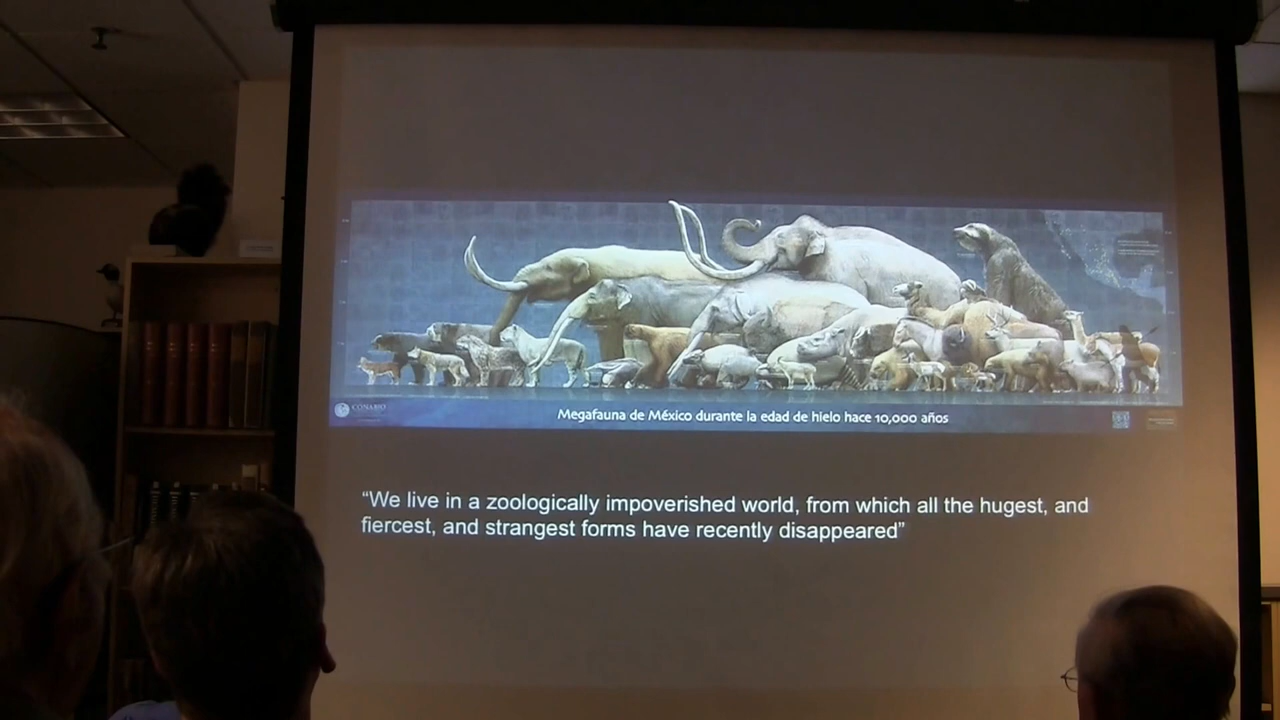 CONABIO
Megafauna de México durante la edad de hielo hace 10,000 años
“We live in a zoologically impoverished world, from which all the hugest, and
fiercest, and strangest forms have recently disappeared”